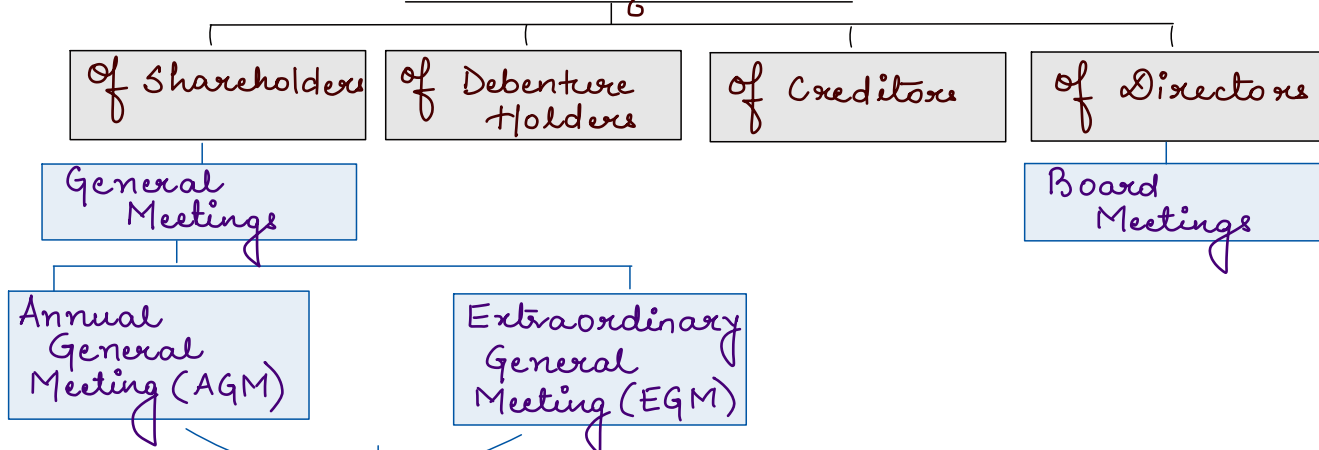 of Shareholders
of Debenture
Holders
of Creditors
of Directors
General
Meetings
Board
Meetings
Annual
General
Meeting (AGM)
Extraordinary
General
Meeting (EGM)